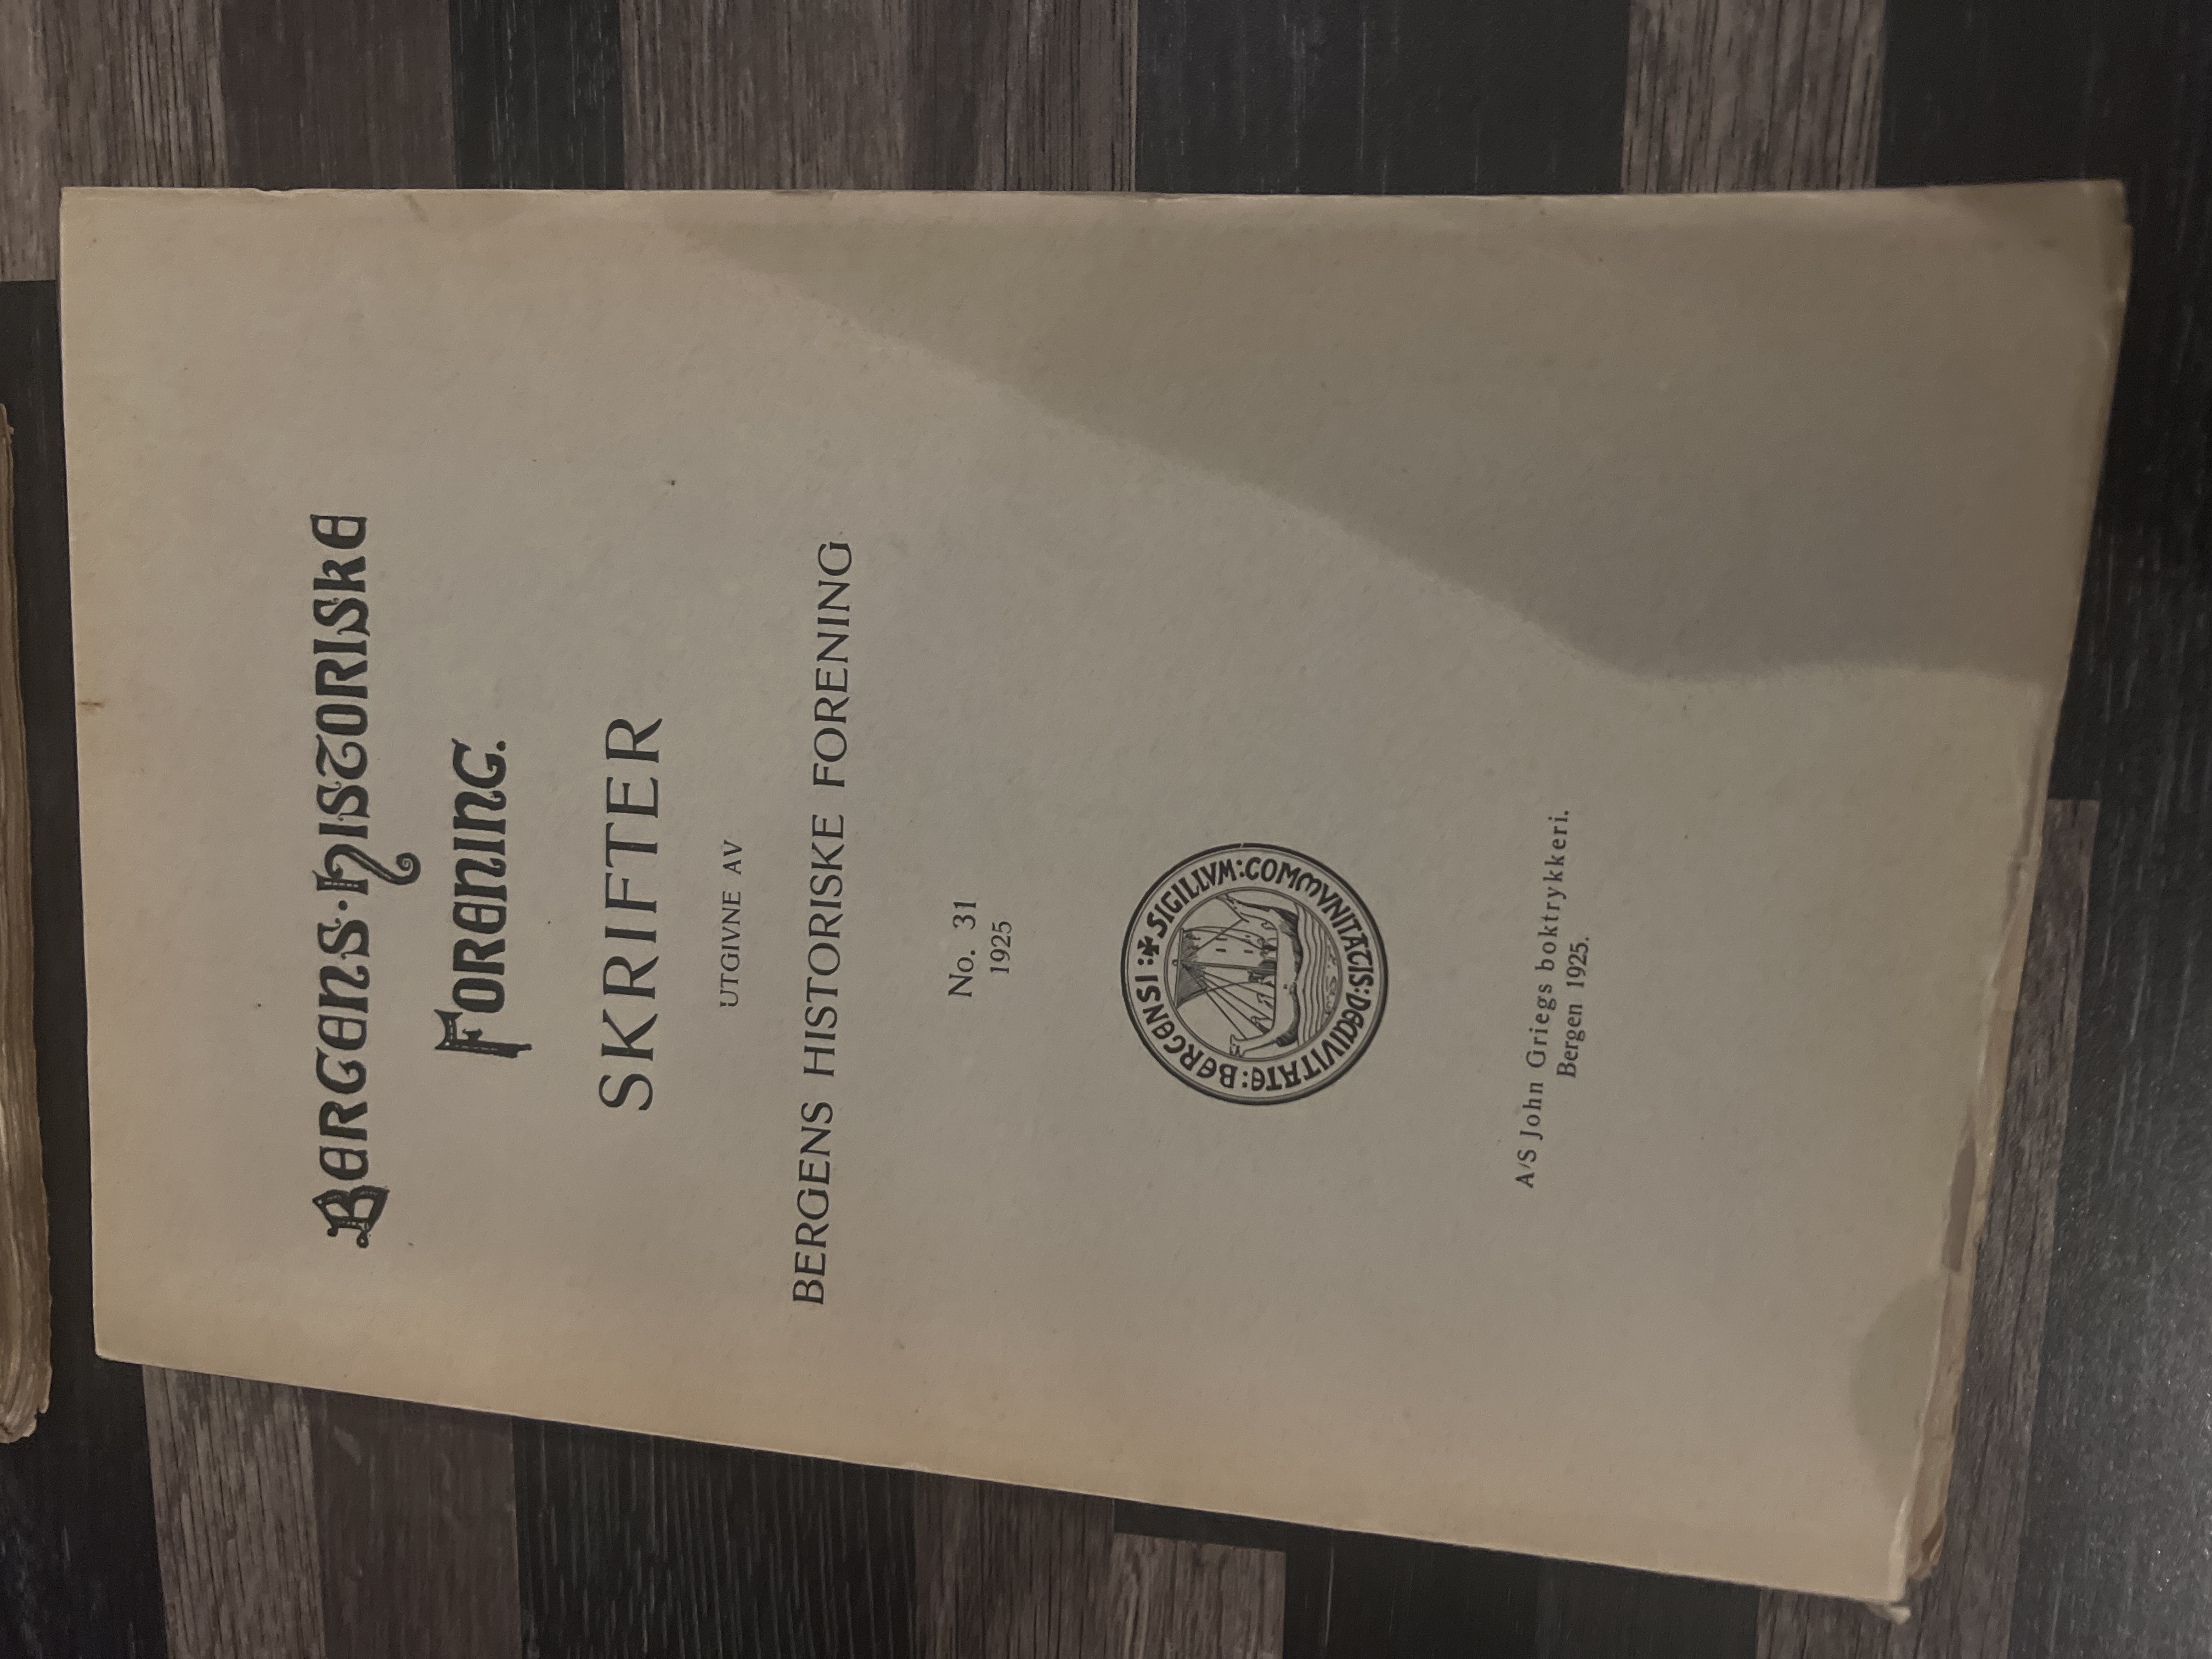 BERGENS·HISTORISKE
FORENING.
SKRIFTER
UTGIVNE AV
BERGENS HISTORISKE FORENING
No. 31
1925
✠ SIGILLVM:COMMVNITATIS:DECIVITATE:BERGENSI:
A/S John Griegs boktrykkeri.
Bergen 1925.